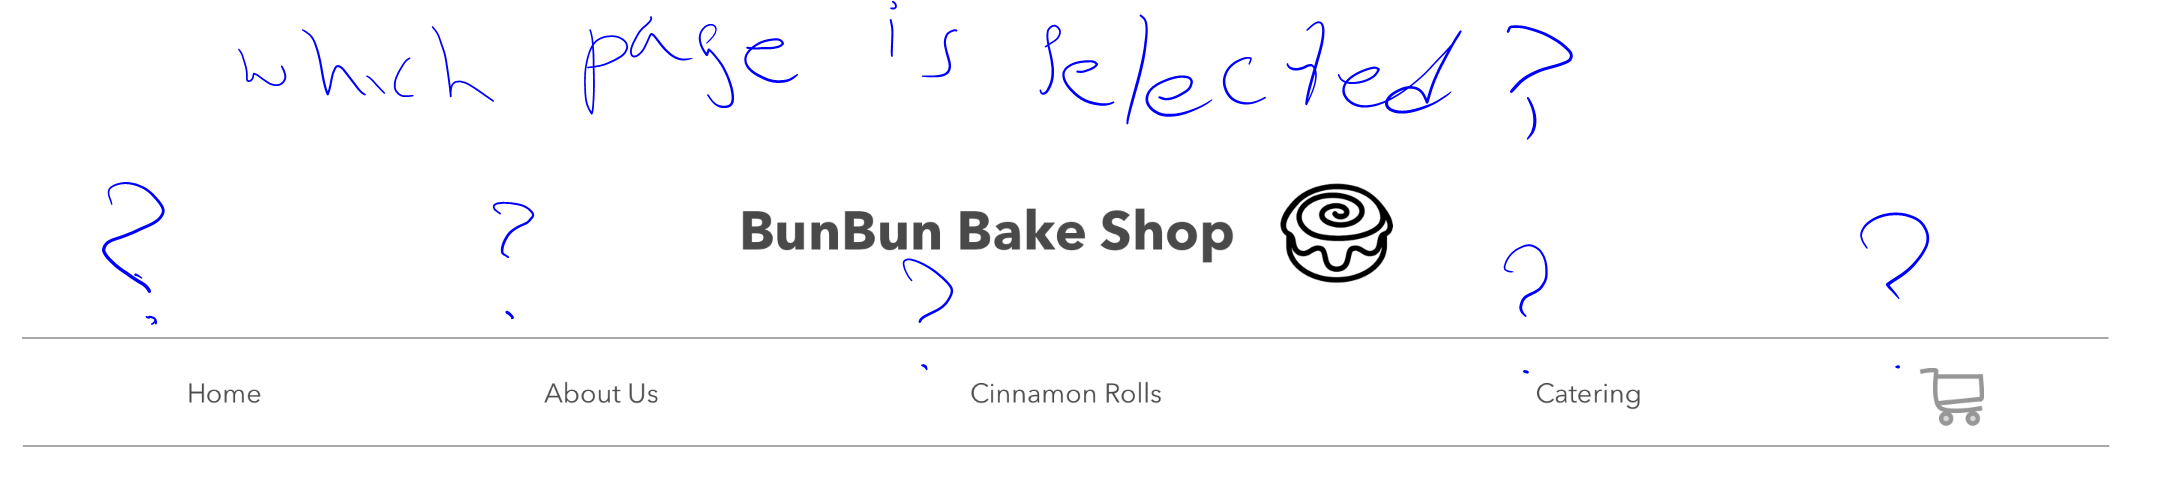 which page is selected?
? ? BunBun Bake Shop ? ? ?
Home About Us Cinnamon Rolls Catering